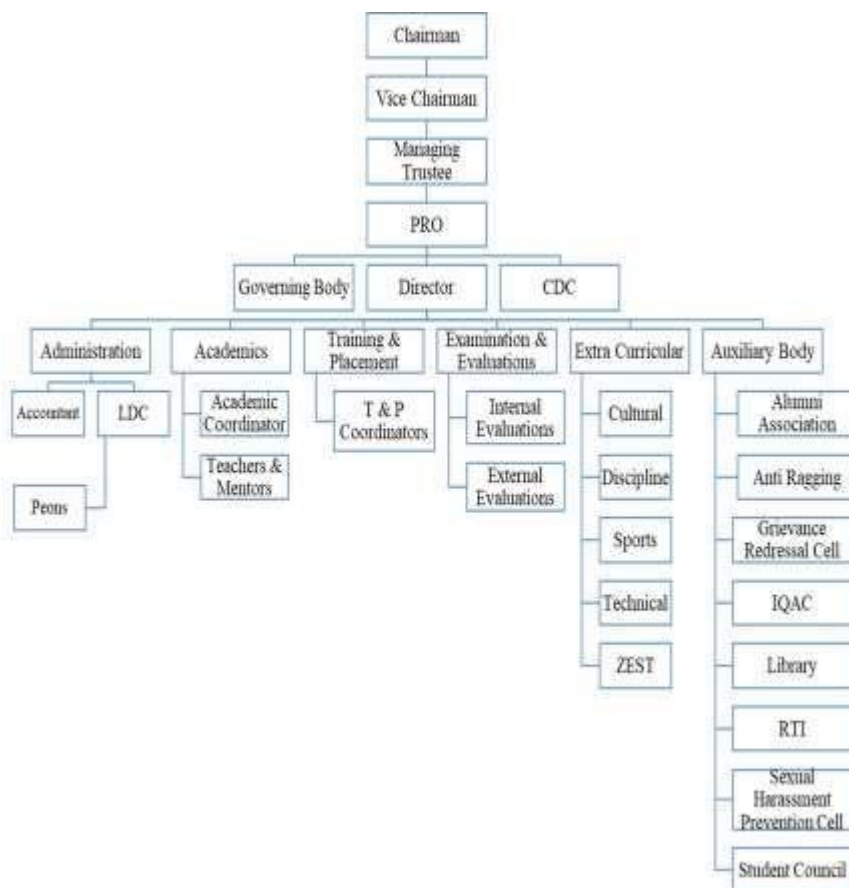 Chairman
Vice Chairman
Managing
Trustee
PRO
Governing Body
Director
CDC
Administration
Academics
Training &
Placement
Examination &
Evaluations
Extra Curricular
Auxiliary Body
Accountant
LDC
Peons
Academic
Coordinator
Teachers &
Mentors
T & P
Coordinators
Internal
Evaluations
External
Evaluations
Cultural
Discipline
Sports
Technical
ZEST
Alumni
Association
Anti Ragging
Grievance
Redressal Cell
IQAC
Library
RTI
Sexual
Harassment
Prevention Cell
Student Council